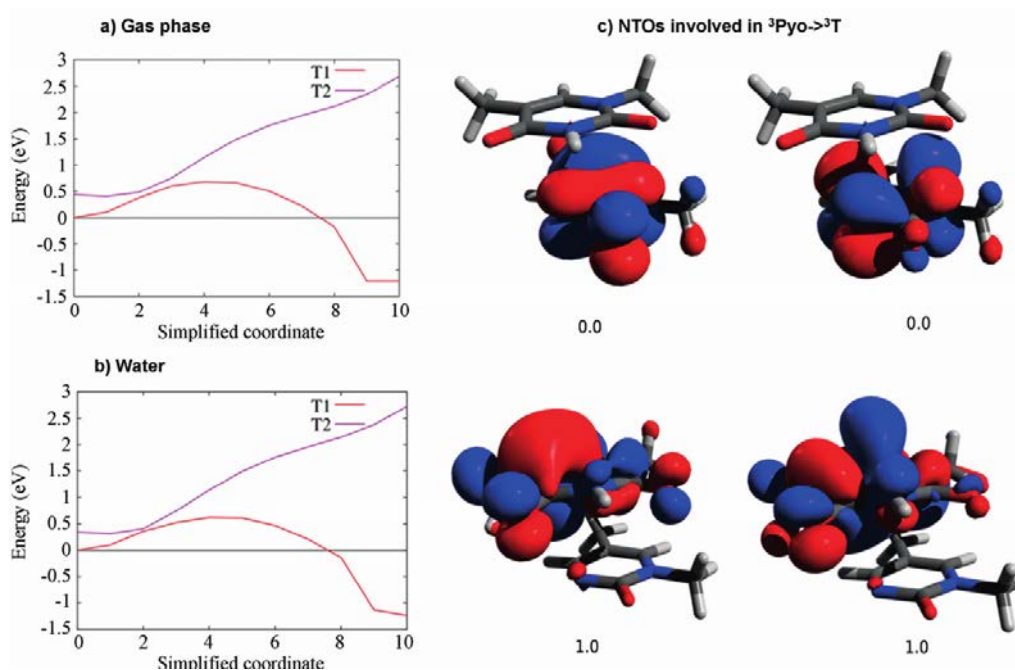 a) Gas phase
c) NTOs involved in ³Pyo->³T
3
2.5
2
1.5
1
0.5
0
-0.5
-1
-1.5
Energy (eV)
T1
T2
0 2 4 6 8 10
Simplified coordinate
0.0
0.0
b) Water
3
2.5
2
1.5
1
0.5
0
-0.5
-1
-1.5
Energy (eV)
T1
T2
0 2 4 6 8 10
Simplified coordinate
1.0
1.0